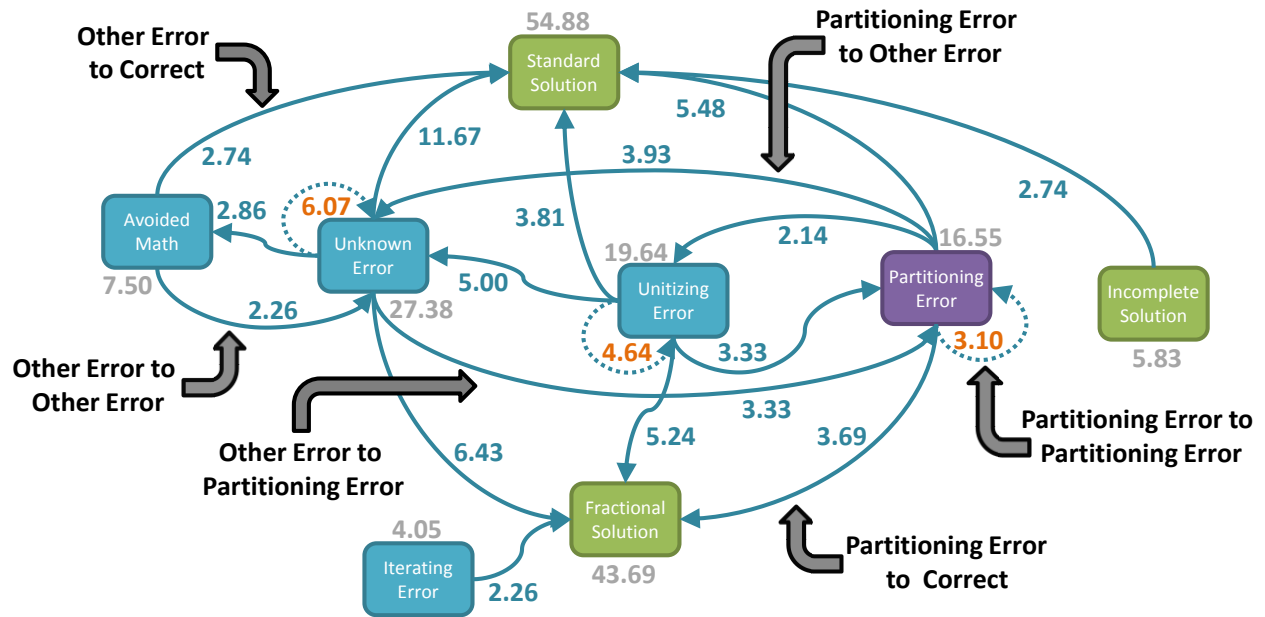 54.88
Other Error
to Correct
Partitioning Error
to Other Error
Standard
Solution
5.48
11.67
2.74
3.93
2.74
6.07
2.86
3.81
Avoided
Math
Unknown
Error
2.14
16.55
19.64
5.00
7.50
27.38
Unitizing
Error
Partitioning
Error
Incomplete
Solution
2.26
4.64
3.33
3.10
5.83
Other Error to
Other Error
3.33
Partitioning Error to
Partitioning Error
Other Error to
Partitioning Error
6.43
5.24
3.69
Fractional
Solution
4.05
43.69
Iterating
Error
2.26
Partitioning Error
to Correct